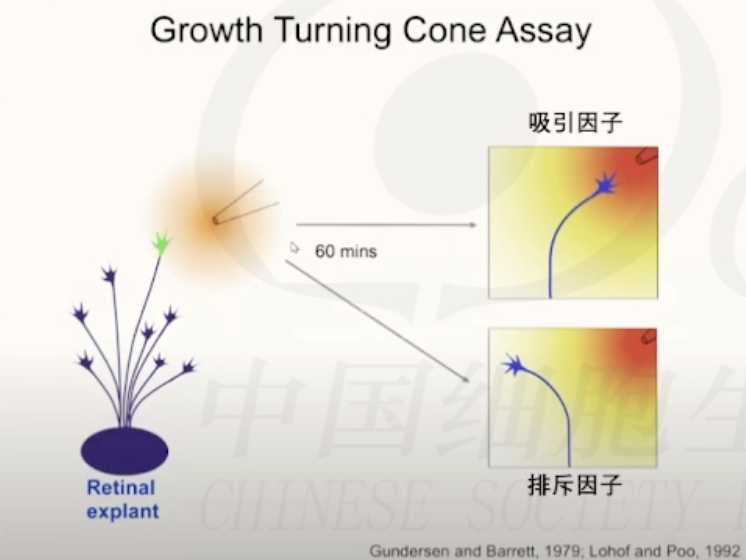 Growth Turning Cone Assay
吸引因子
60 mins
Retinal
explant
排斥因子
中国细胞生
CHINESE SOCIETY
Gundersen and Barrett, 1979; Lohof and Poo, 1992